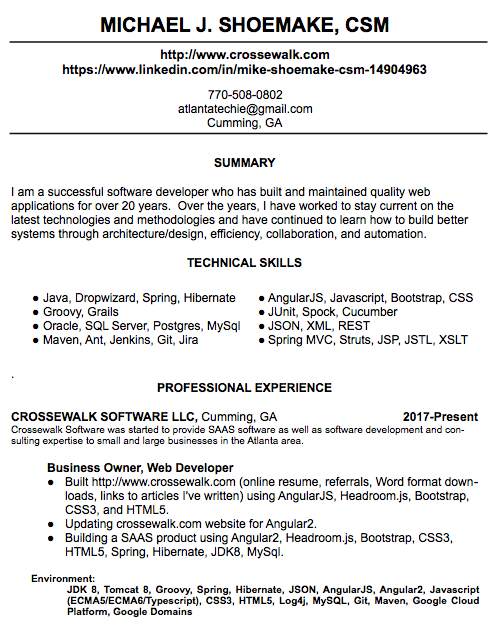 MICHAEL J. SHOEMAKE, CSM
http://www.crossewalk.com
https://www.linkedin.com/in/mike-shoemake-csm-14904963
770-508-0802
atlantatechie@gmail.com
Cumming, GA
SUMMARY
I am a successful software developer who has built and maintained quality web
applications for over 20 years.  Over the years, I have worked to stay current on the
latest technologies and methodologies and have continued to learn how to build better
systems through architecture/design, efficiency, collaboration, and automation.
TECHNICAL SKILLS
● Java, Dropwizard, Spring, Hibernate
● Groovy, Grails
● Oracle, SQL Server, Postgres, MySql
● Maven, Ant, Jenkins, Git, Jira
● AngularJS, Javascript, Bootstrap, CSS
● JUnit, Spock, Cucumber
● JSON, XML, REST
● Spring MVC, Struts, JSP, JSTL, XSLT
.
PROFESSIONAL EXPERIENCE
CROSSEWALK SOFTWARE LLC, Cumming, GA 2017-Present
Crossewalk Software was started to provide SAAS software as well as software development and con-
sulting expertise to small and large businesses in the Atlanta area.
Business Owner, Web Developer
● Built http://www.crossewalk.com (online resume, referrals, Word format down-
loads, links to articles I've written) using AngularJS, Headroom.js, Bootstrap,
CSS3, and HTML5.
● Updating crossewalk.com website for Angular2.
● Building a SAAS product using Angular2, Headroom.js, Bootstrap, CSS3,
HTML5, Spring, Hibernate, JDK8, MySql.
Environment:
JDK 8, Tomcat 8, Groovy, Spring, Hibernate, JSON, AngularJS, Angular2, Javascript
(ECMA5/ECMA6/Typescript), CSS3, HTML5, Log4j, MySQL, Git, Maven, Google Cloud
Platform, Google Domains